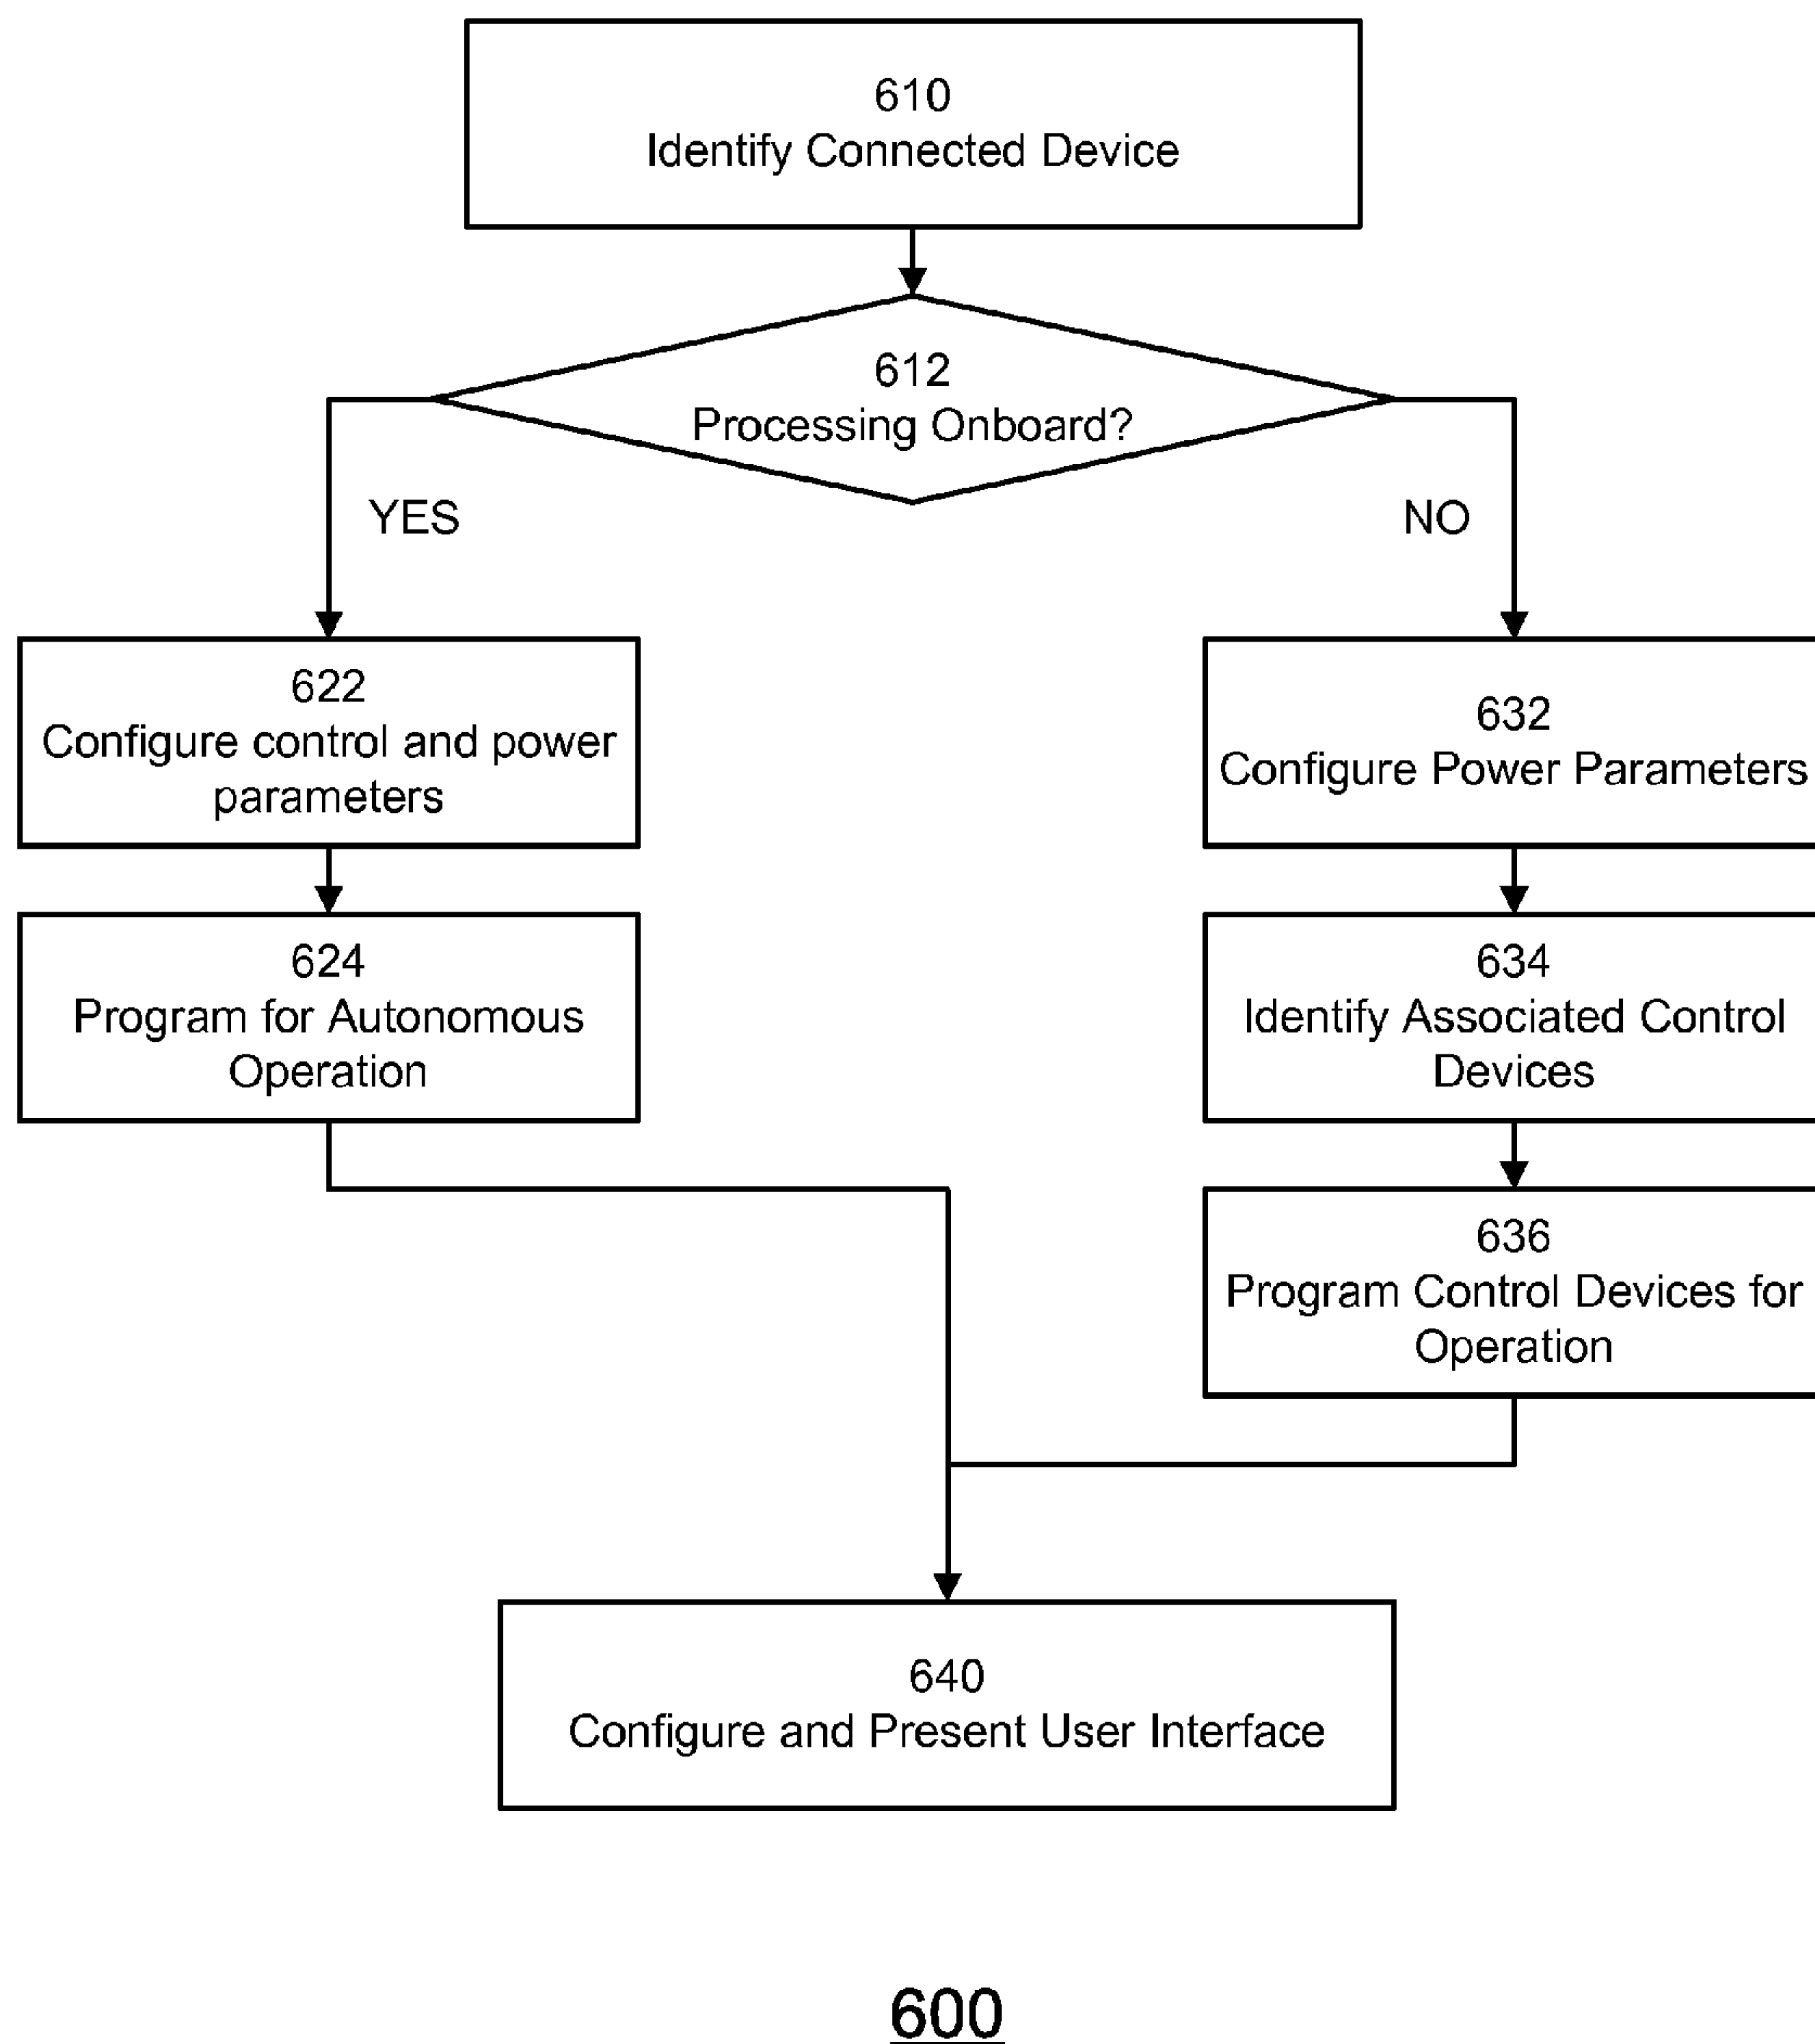 610
Identify Connected Device
612
Processing Onboard?
YES
NO
622
Configure control and power
parameters
632
Configure Power Parameters
624
Program for Autonomous
Operation
634
Identify Associated Control
Devices
636
Program Control Devices for
Operation
640
Configure and Present User Interface
600